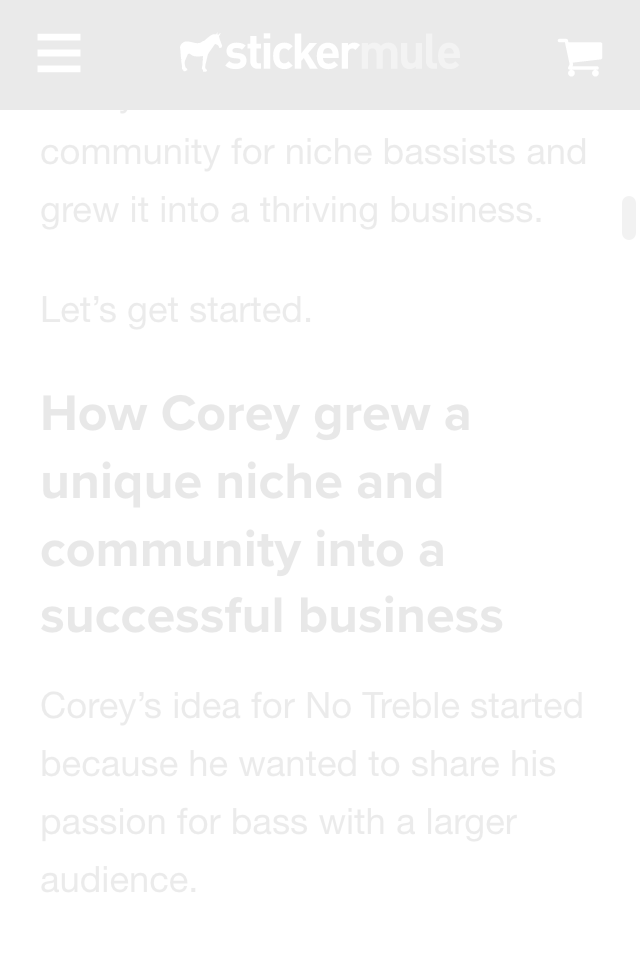 stickermule
community for niche bassists and
grew it into a thriving business.
Let’s get started.
How Corey grew a
unique niche and
community into a
successful business
Corey’s idea for No Treble started
because he wanted to share his
passion for bass with a larger
audience.